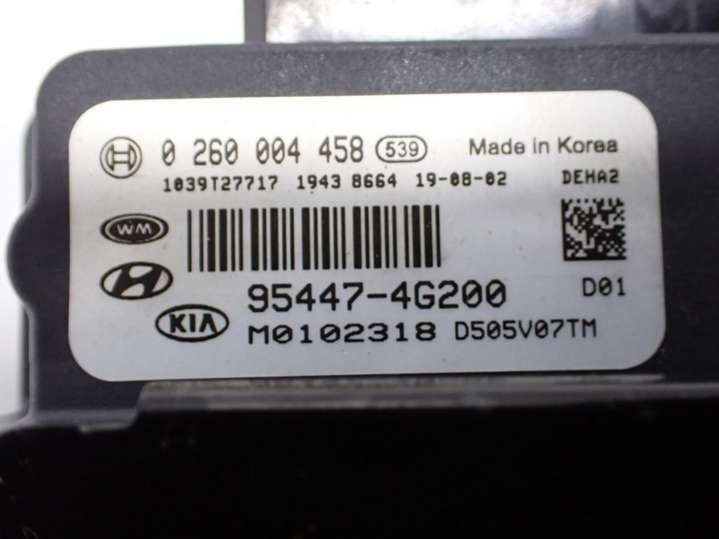 0 260 004 458 539 Made in Korea
1039T27717 1943 8664 19-08-02 DEHA2
WM
95447-4G200 D01
KIA
M0102318 D505V07TM